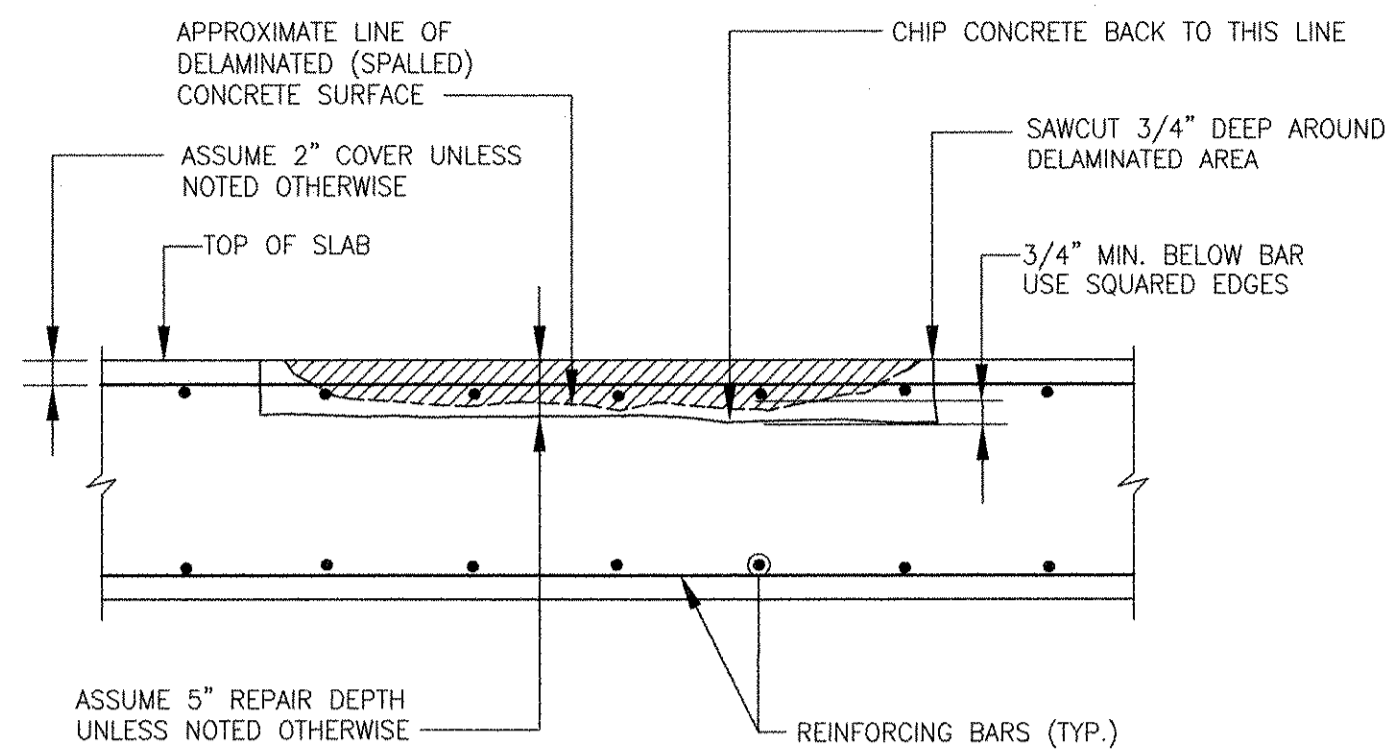 APPROXIMATE LINE OF
DELAMINATED (SPALLED)
CONCRETE SURFACE
CHIP CONCRETE BACK TO THIS LINE
SAWCUT 3/4" DEEP AROUND
DELAMINATED AREA
ASSUME 2" COVER UNLESS
NOTED OTHERWISE
TOP OF SLAB
3/4" MIN. BELOW BAR
USE SQUARED EDGES
ASSUME 5" REPAIR DEPTH
UNLESS NOTED OTHERWISE
REINFORCING BARS (TYP.)